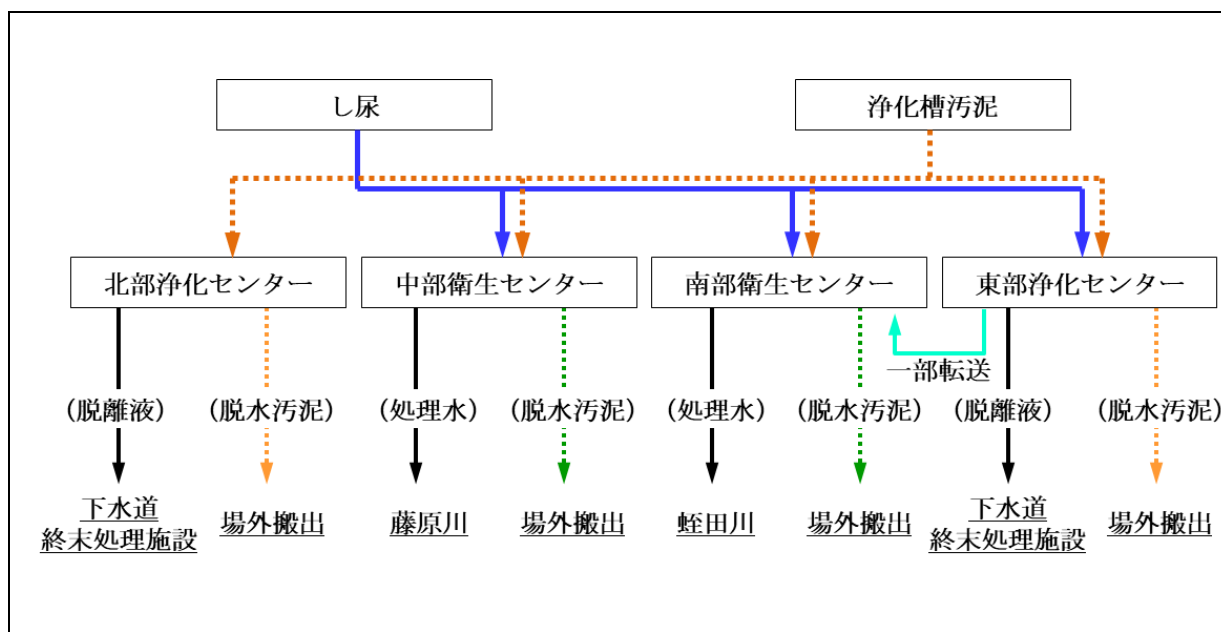 し尿
浄化槽汚泥
北部浄化センター
中部衛生センター
南部衛生センター
東部浄化センター
一部転送
(脱離液)
(脱水汚泥)
(処理水)
(脱水汚泥)
(処理水)
(脱水汚泥)
(脱離液)
(脱水汚泥)
下水道
終末処理施設
場外搬出
藤原川
場外搬出
蛭田川
場外搬出
下水道
終末処理施設
場外搬出